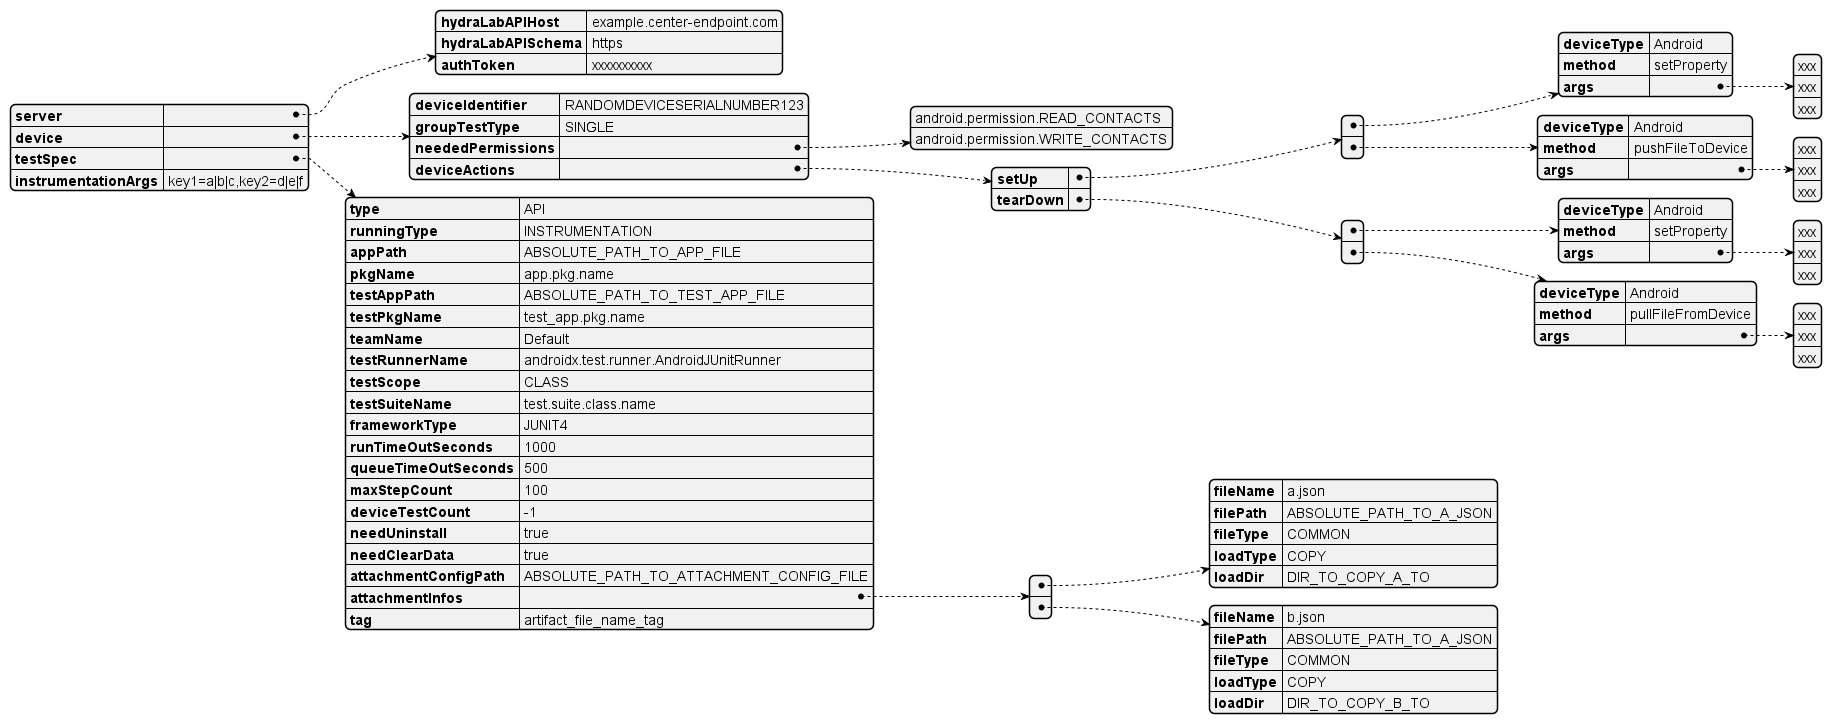 server
device
testSpec
instrumentationArgs key1=a|b|c,key2=d|e|f
hydraLabAPIHost example.center-endpoint.com
hydraLabAPISchema https
authToken xxxxxxxxxx
deviceIdentifier RANDOMDEVICESERIALNUMBER123
groupTestType SINGLE
neededPermissions
deviceActions
android.permission.READ_CONTACTS
android.permission.WRITE_CONTACTS
setUp
tearDown
deviceType Android
method setProperty
args
xxx
xxx
xxx
deviceType Android
method pushFileToDevice
args
xxx
xxx
xxx
deviceType Android
method setProperty
args
xxx
xxx
xxx
deviceType Android
method pullFileFromDevice
args
xxx
xxx
xxx
type API
runningType INSTRUMENTATION
appPath ABSOLUTE_PATH_TO_APP_FILE
pkgName app.pkg.name
testAppPath ABSOLUTE_PATH_TO_TEST_APP_FILE
testPkgName test_app.pkg.name
teamName Default
testRunnerName androidx.test.runner.AndroidJUnitRunner
testScope CLASS
testSuiteName test.suite.class.name
frameworkType JUNIT4
runTimeOutSeconds 1000
queueTimeOutSeconds 500
maxStepCount 100
deviceTestCount -1
needUninstall true
needClearData true
attachmentConfigPath ABSOLUTE_PATH_TO_ATTACHMENT_CONFIG_FILE
attachmentInfos
tag artifact_file_name_tag
fileName a.json
filePath ABSOLUTE_PATH_TO_A_JSON
fileType COMMON
loadType COPY
loadDir DIR_TO_COPY_A_TO
fileName b.json
filePath ABSOLUTE_PATH_TO_A_JSON
fileType COMMON
loadType COPY
loadDir DIR_TO_COPY_B_TO